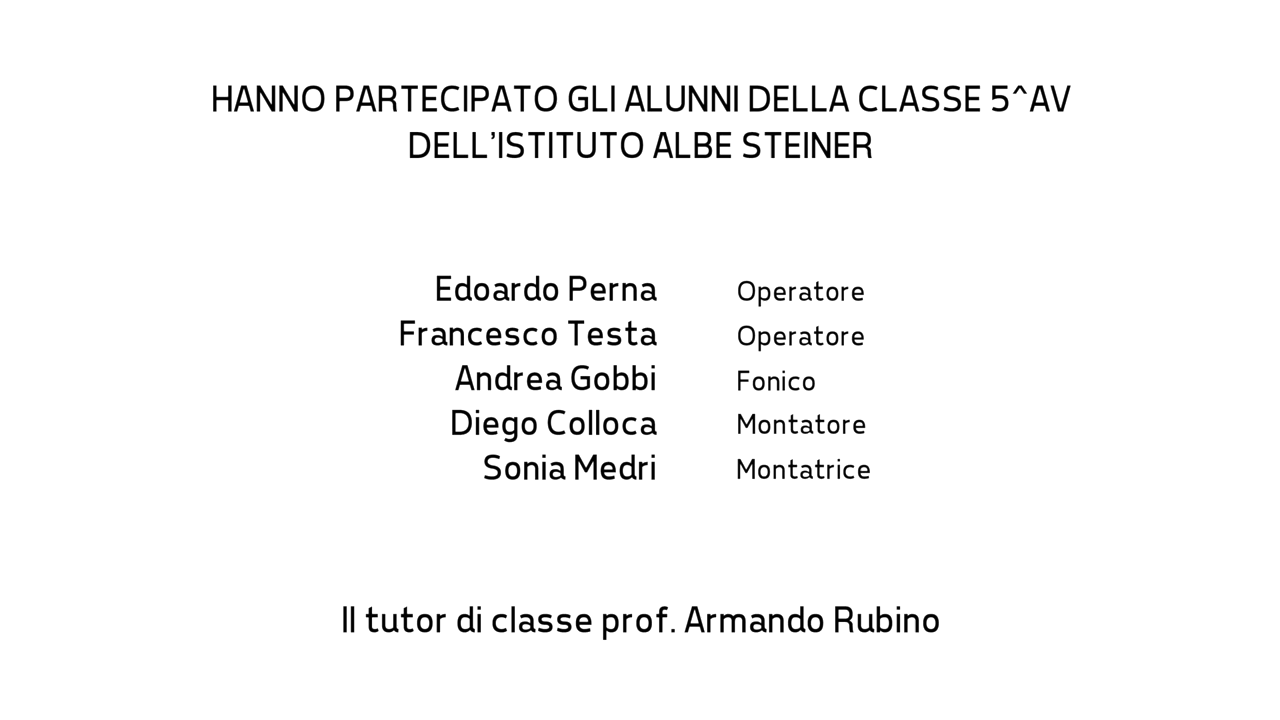 HANNO PARTECIPATO GLI ALUNNI DELLA CLASSE 5^AV
DELL'ISTITUTO ALBE STEINER
Edoardo Perna Operatore
Francesco Testa Operatore
Andrea Gobbi Fonico
Diego Colloca Montatore
Sonia Medri Montatrice
Il tutor di classe prof. Armando Rubino